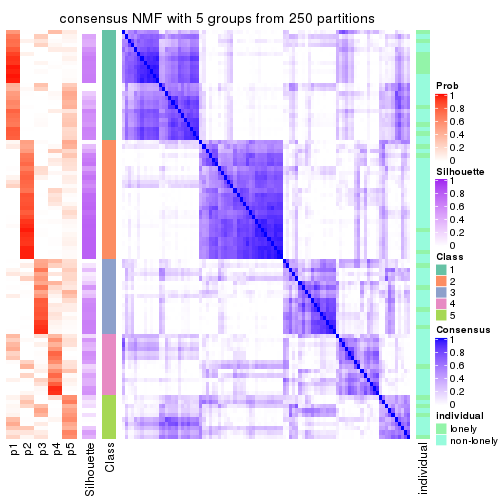 consensus NMF with 5 groups from 250 partitions
Prob
1
0.8
0.6
0.4
0.2
0
Silhouette
1
0.8
0.6
0.4
0.2
0
Class
1
2
3
4
5
Consensus
1
0.8
0.6
0.4
0.2
0
individual
lonely
non-lonely
p1
p2
p3
p4
p5
Silhouette
Class
individual